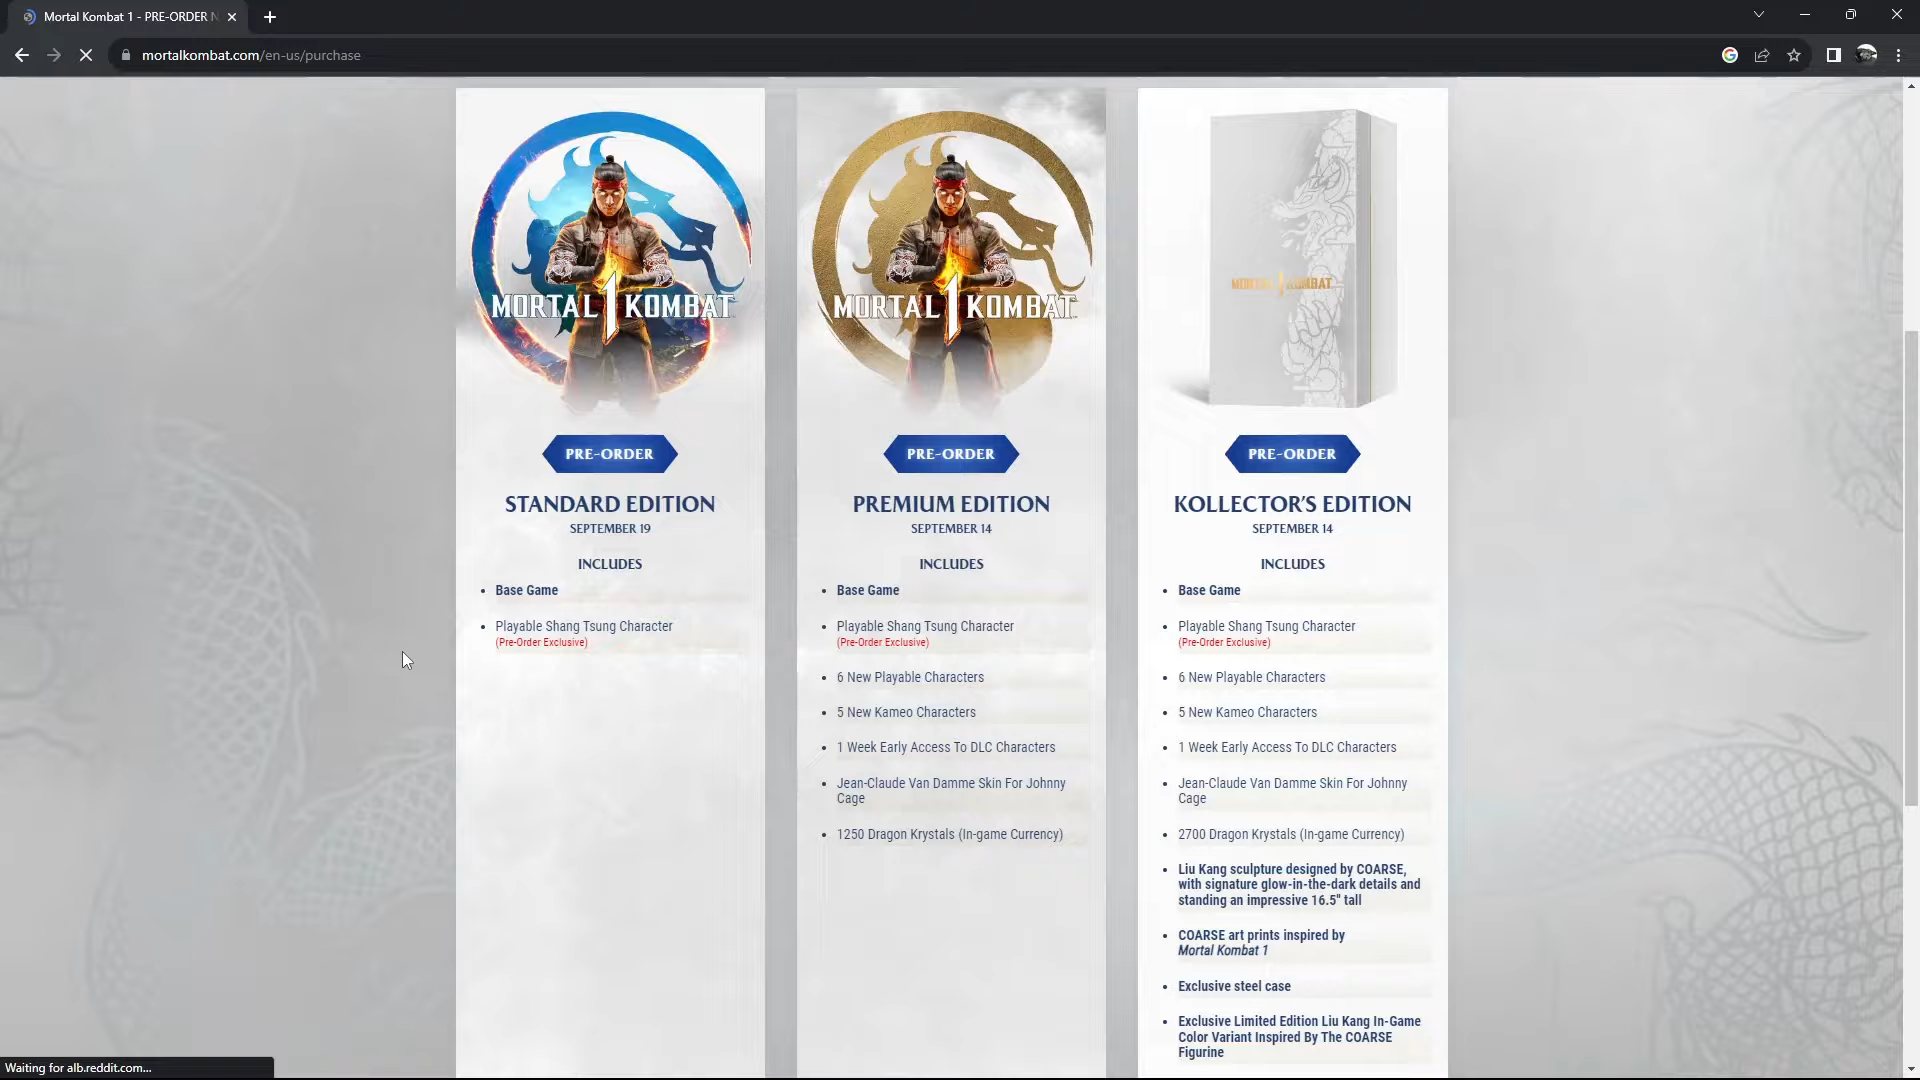 Mortal Kombat 1 - PRE-ORDER N
mortalkombat.com/en-us/purchase
MORTAL 1 KOMBAT
MORTAL 1 KOMBAT
MORTAL 1 KOMBAT
PRE-ORDER
STANDARD EDITION
SEPTEMBER 19
INCLUDES
• Base Game
• Playable Shang Tsung Character
(Pre-Order Exclusive)
PRE-ORDER
PREMIUM EDITION
SEPTEMBER 14
INCLUDES
• Base Game
• Playable Shang Tsung Character
(Pre-Order Exclusive)
• 6 New Playable Characters
• 5 New Kameo Characters
• 1 Week Early Access To DLC Characters
• Jean-Claude Van Damme Skin For Johnny
Cage
• 1250 Dragon Krystals (In-game Currency)
PRE-ORDER
KOLLECTOR'S EDITION
SEPTEMBER 14
INCLUDES
• Base Game
• Playable Shang Tsung Character
(Pre-Order Exclusive)
• 6 New Playable Characters
• 5 New Kameo Characters
• 1 Week Early Access To DLC Characters
• Jean-Claude Van Damme Skin For Johnny
Cage
• 2700 Dragon Krystals (In-game Currency)
• Liu Kang sculpture designed by COARSE,
with signature glow-in-the-dark details and
standing an impressive 16.5" tall
• COARSE art prints inspired by
Mortal Kombat 1
• Exclusive steel case
• Exclusive Limited Edition Liu Kang In-Game
Color Variant Inspired By The COARSE
Figurine
Waiting for alb.reddit.com...